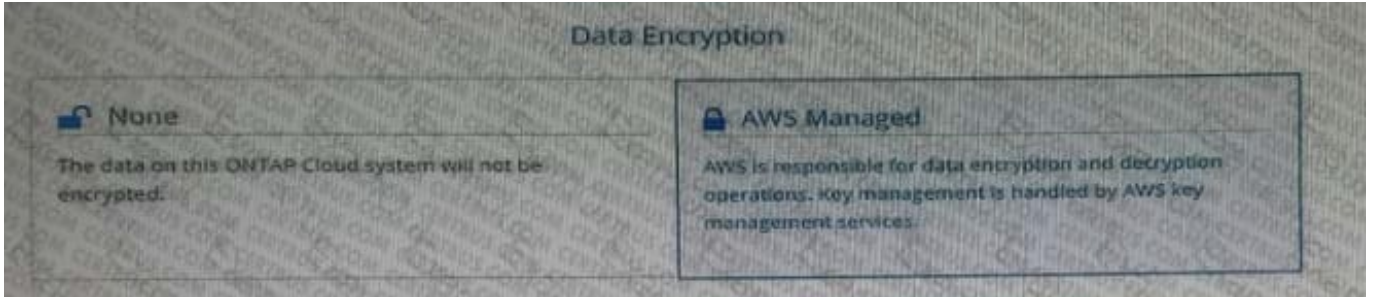 Data Encryption
None
The data on this ONTAP Cloud system will not be
encrypted.
AWS Managed
AWS is responsible for data encryption and decryption
operations. Key management is handled by AWS key
management services.